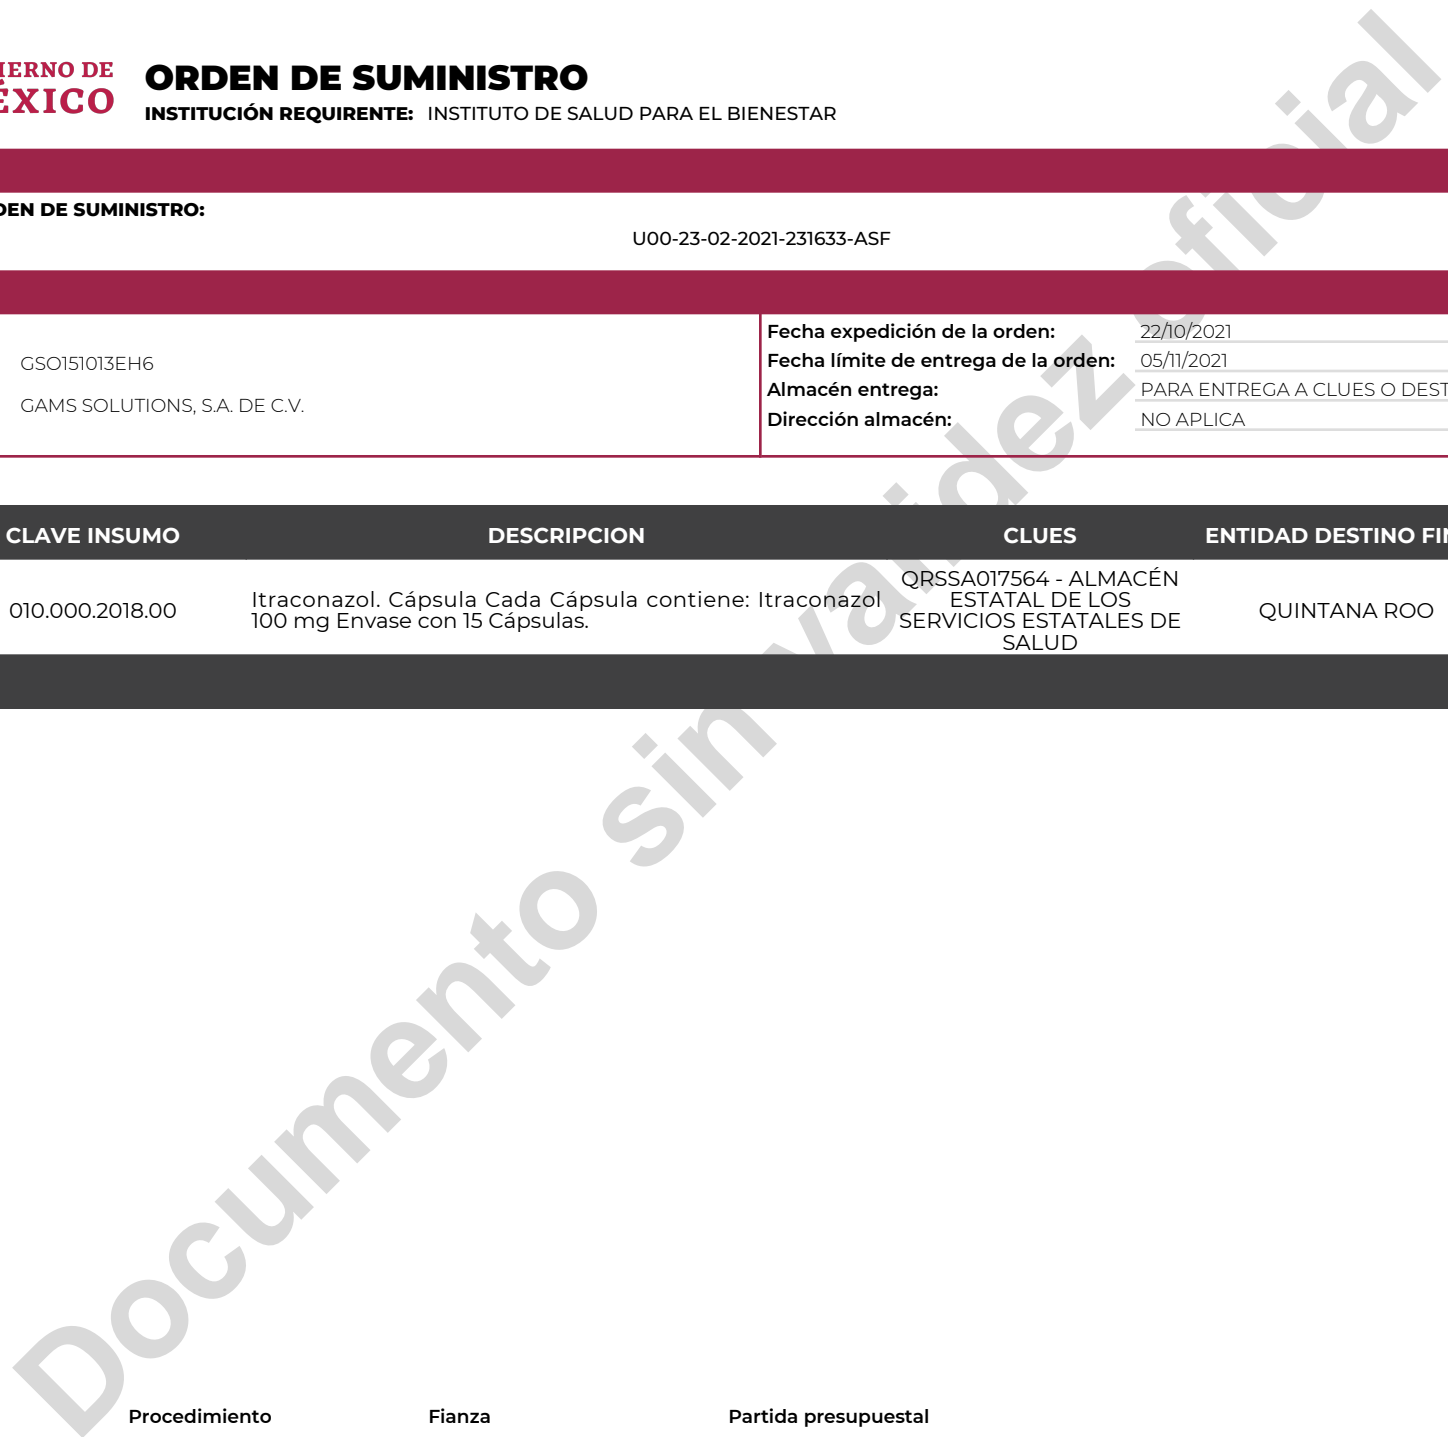 IERNO DE
ÉXICO
ORDEN DE SUMINISTRO
INSTITUCIÓN REQUIRENTE: INSTITUTO DE SALUD PARA EL BIENESTAR
DEN DE SUMINISTRO:
U00-23-02-2021-231633-ASF
GSO151013EH6
GAMS SOLUTIONS, S.A. DE C.V.
Fecha expedición de la orden: 22/10/2021
Fecha límite de entrega de la orden: 05/11/2021
Almacén entrega: PARA ENTREGA A CLUES O DEST
Dirección almacén: NO APLICA
CLAVE INSUMO DESCRIPCION CLUES ENTIDAD DESTINO FIN
010.000.2018.00
Itraconazol. Cápsula Cada Cápsula contiene: Itraconazol
100 mg Envase con 15 Cápsulas.
QRSSA017564 - ALMACÉN
ESTATAL DE LOS
SERVICIOS ESTATALES DE
SALUD
QUINTANA ROO
Documento sin validez oficial
Procedimiento Fianza Partida presupuestal